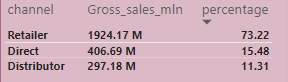 channel Gross_sales_mln percentage
Retailer 1924.17 M 73.22
Direct 406.69 M 15.48
Distributor 297.18 M 11.31